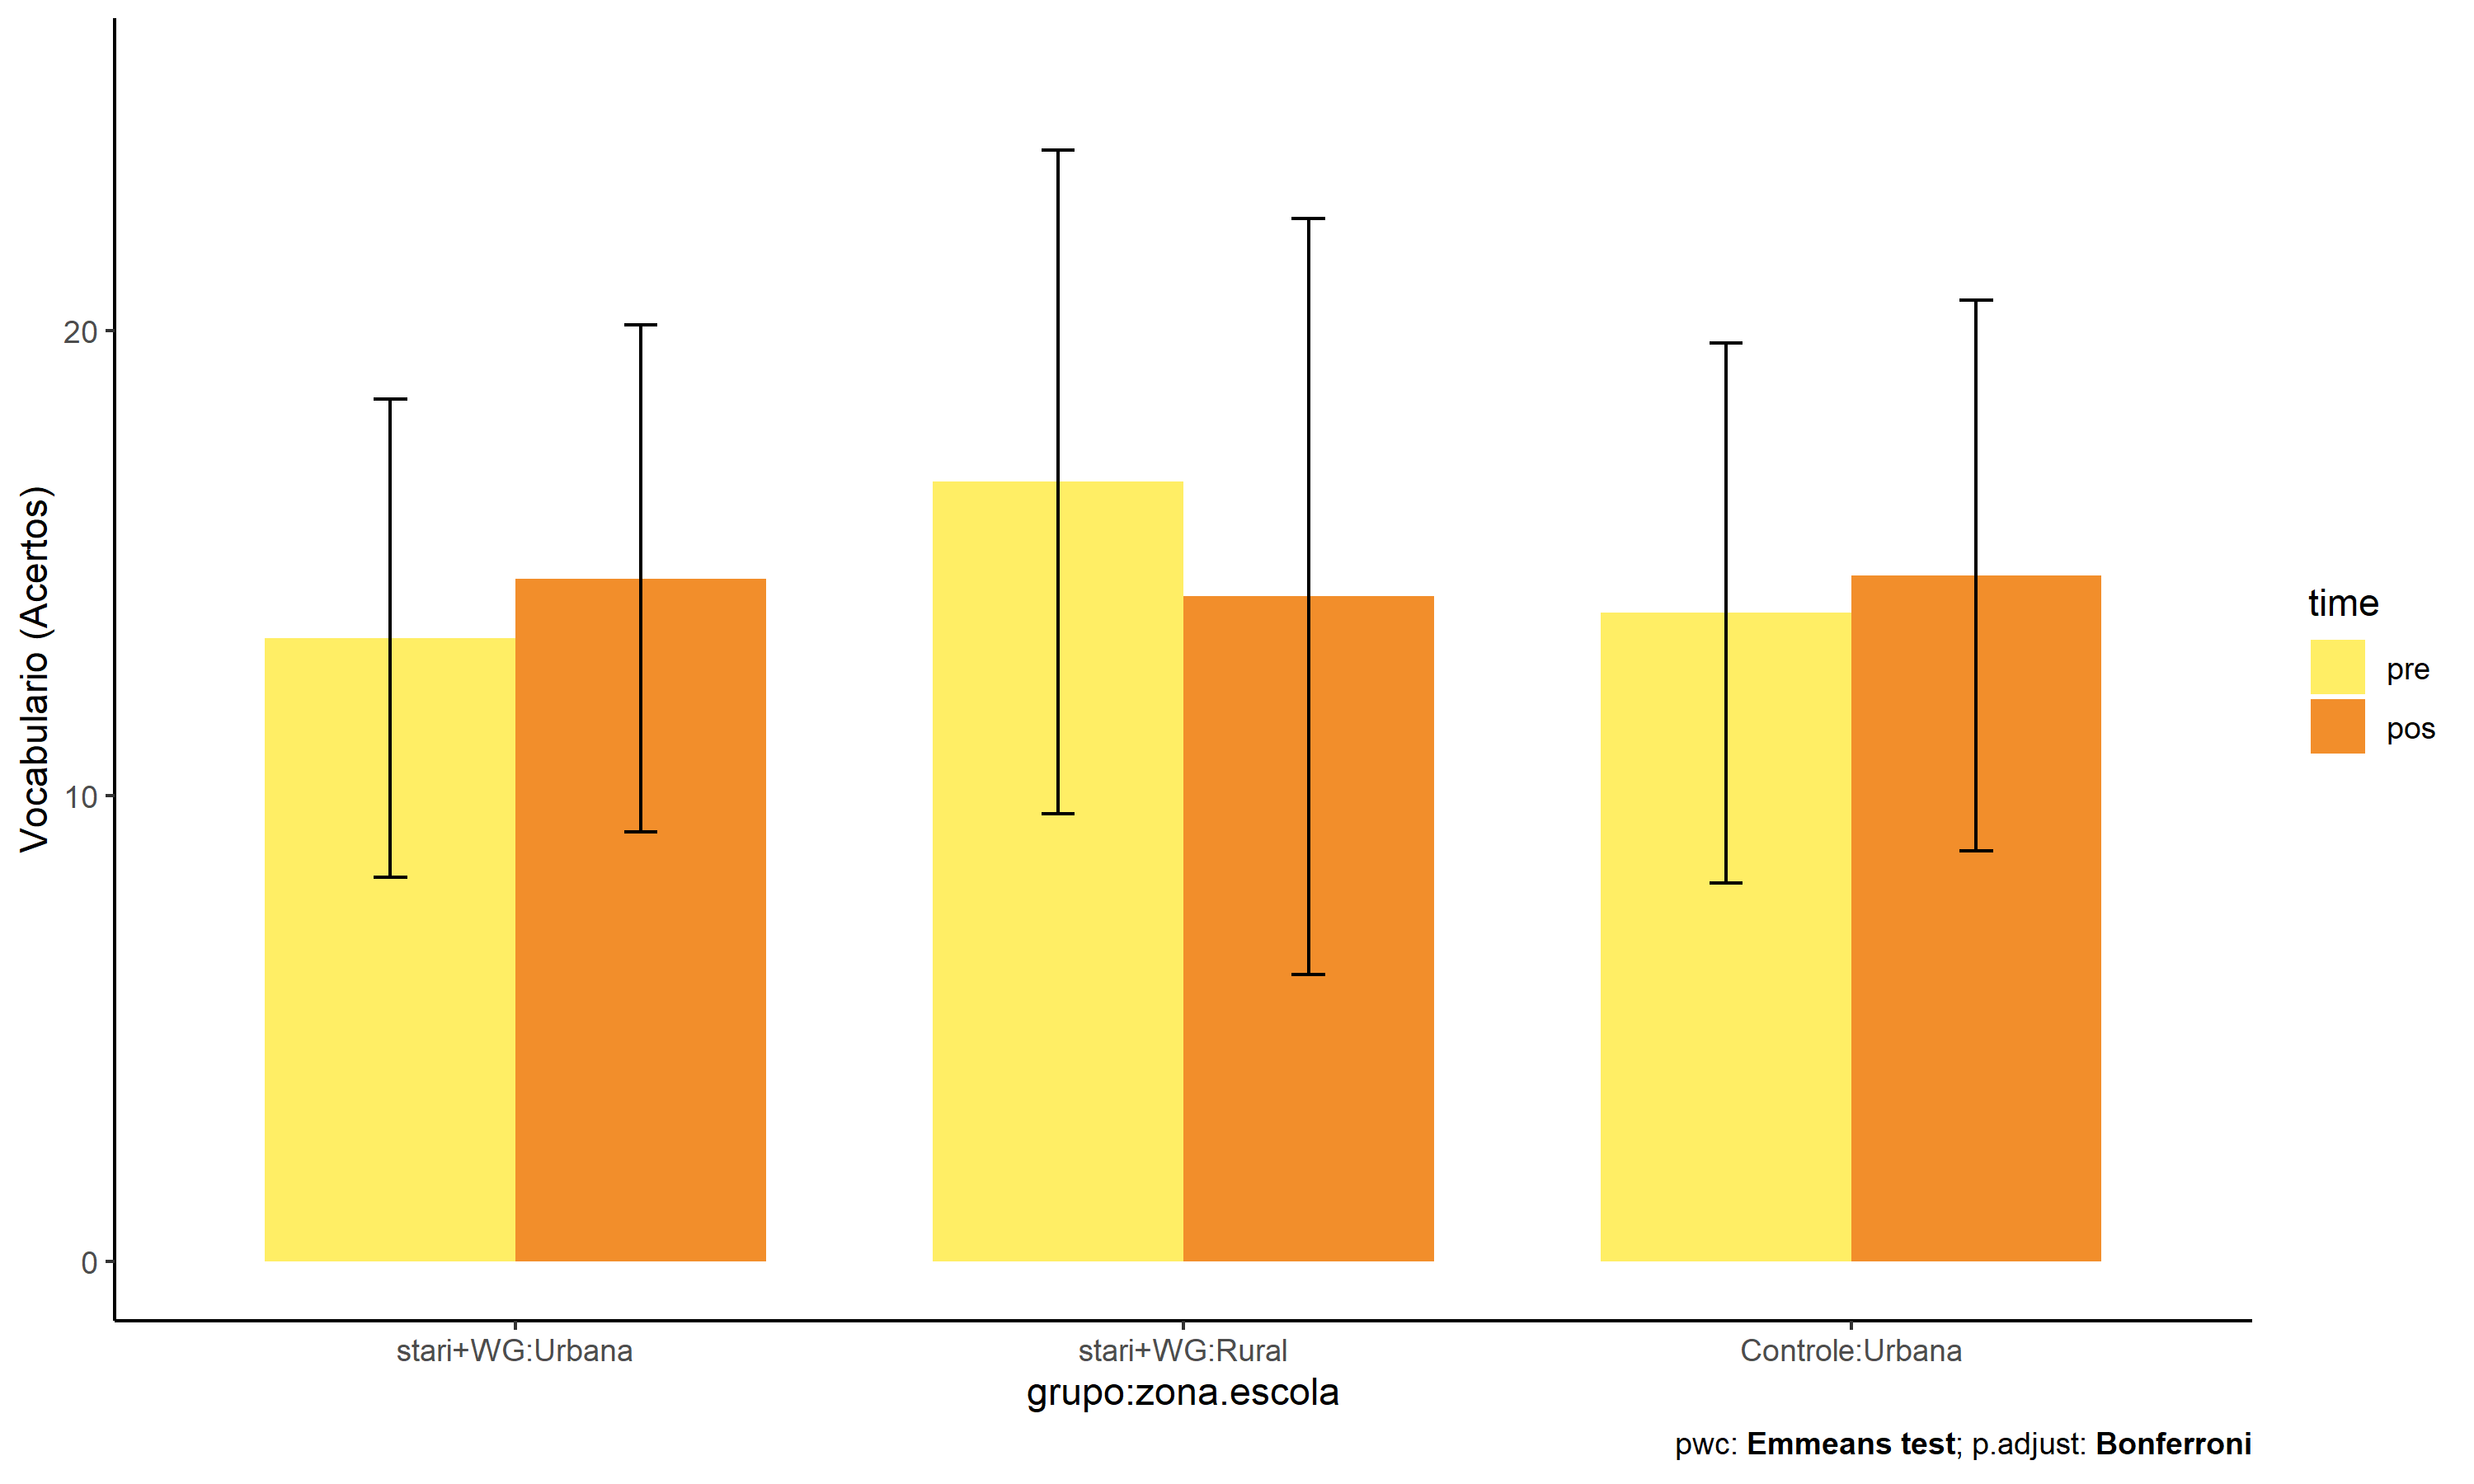 Vocabulario (Acertos)
20
10
0
stari+WG:Urbana
stari+WG:Rural
Controle:Urbana
grupo:zona.escola
time
pre
pos
pwc: Emmeans test; p.adjust: Bonferroni